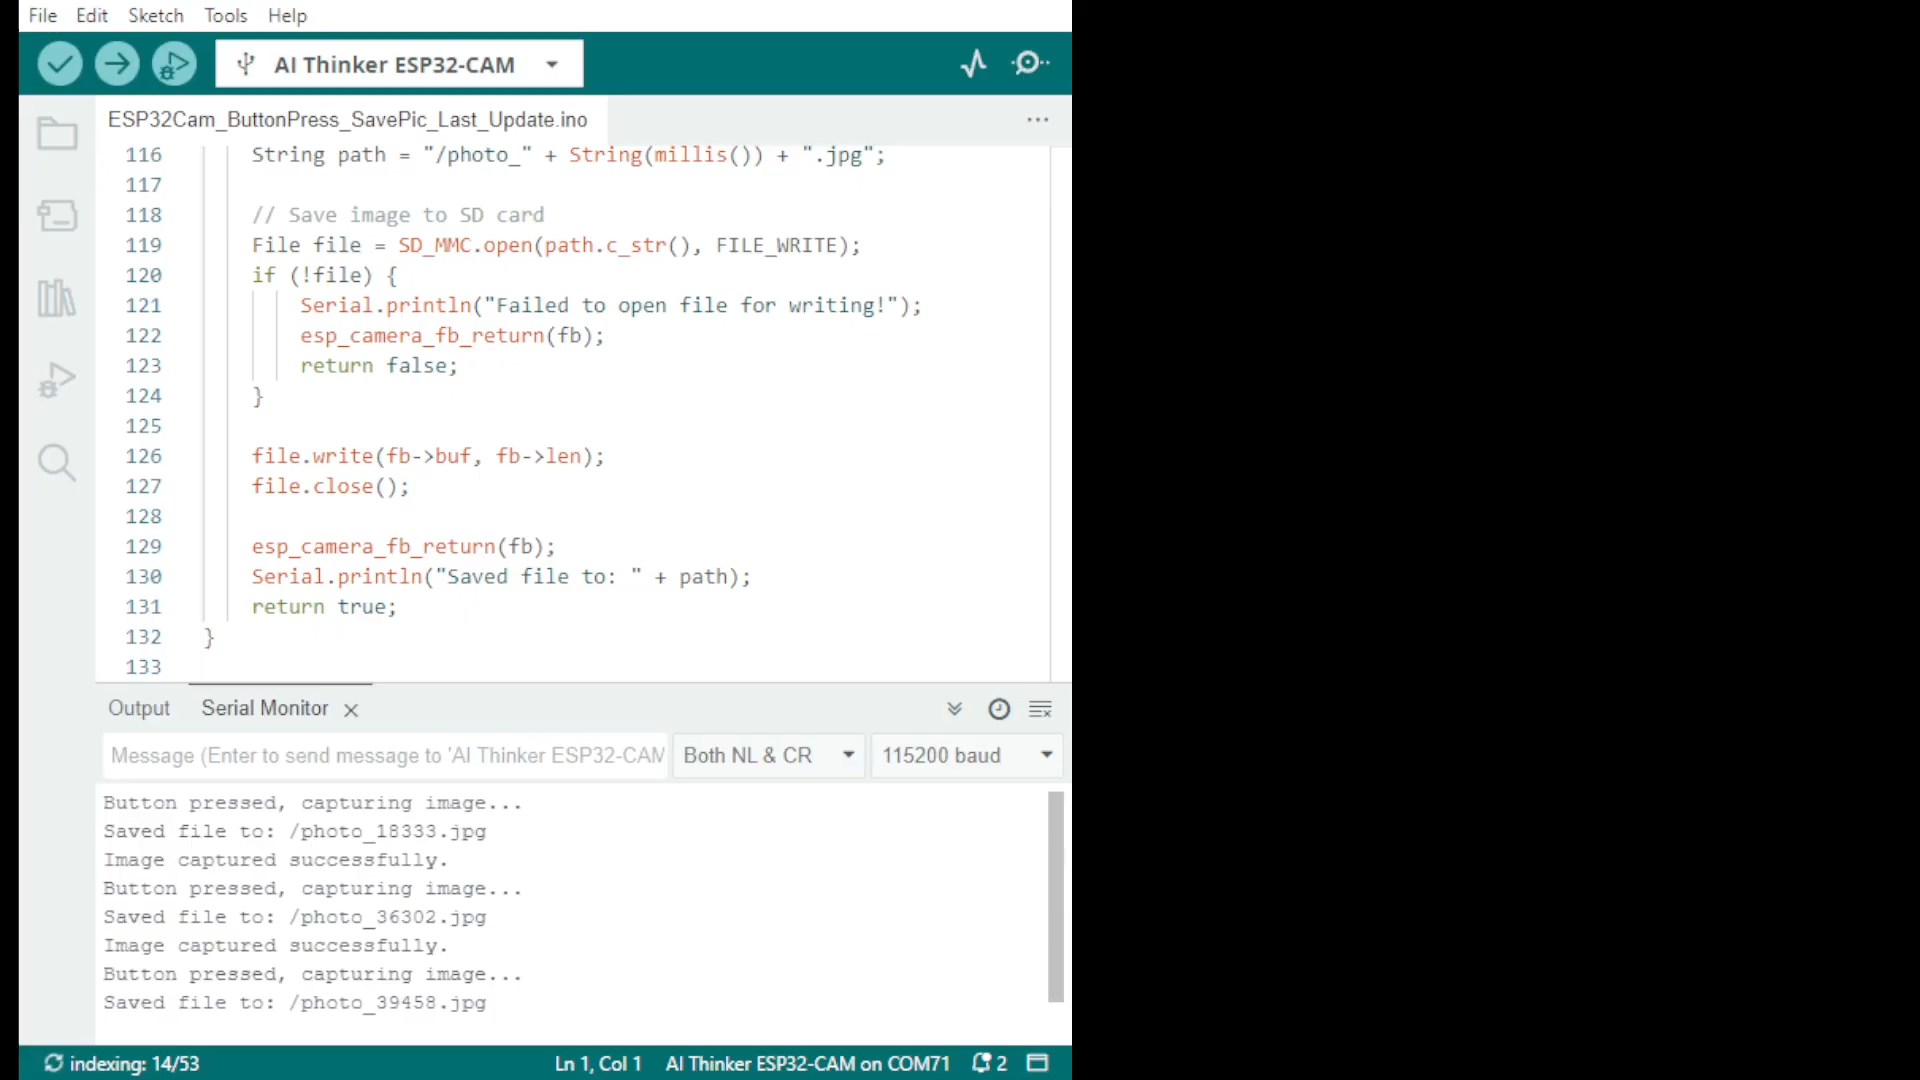 File Edit Sketch Tools Help
AI Thinker ESP32-CAM
ESP32Cam_ButtonPress_SavePic_Last_Update.ino
116 String path = "/photo_" + String(millis()) + ".jpg";
117
118 // Save image to SD card
119 File file = SD_MMC.open(path.c_str(), FILE_WRITE);
120 if (!file) {
121 Serial.println("Failed to open file for writing!");
122 esp_camera_fb_return(fb);
123 return false;
124 }
125
126 file.write(fb->buf, fb->len);
127 file.close();
128
129 esp_camera_fb_return(fb);
130 Serial.println("Saved file to: " + path);
131 return true;
132 }
133
Output Serial Monitor
Message (Enter to send message to 'AI Thinker ESP32-CAM Both NL & CR 115200 baud
Button pressed, capturing image...
Saved file to: /photo_18333.jpg
Image captured successfully.
Button pressed, capturing image...
Saved file to: /photo_36302.jpg
Image captured successfully.
Button pressed, capturing image...
Saved file to: /photo_39458.jpg
indexing: 14/53 Ln 1, Col 1 AI Thinker ESP32-CAM on COM71 2